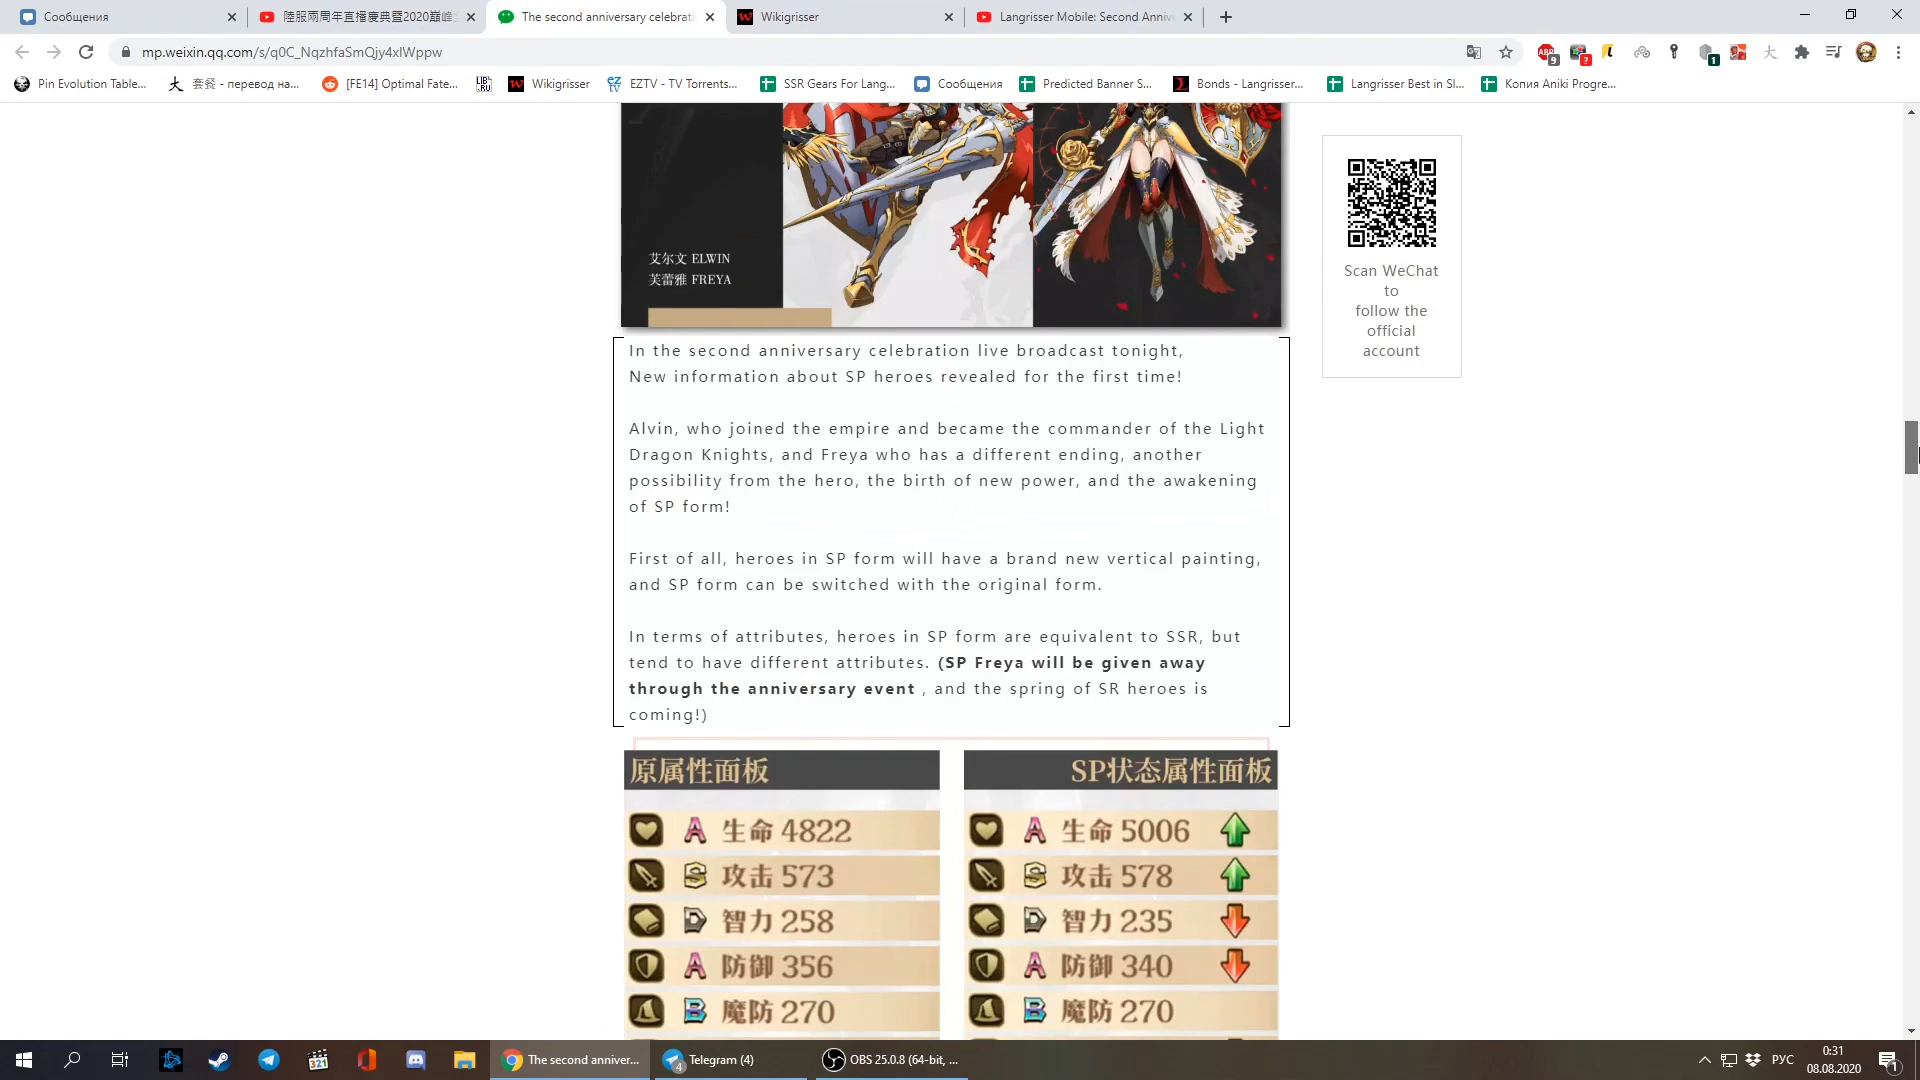 Сообщения
陸服兩周年直播慶典暨2020巔峰
The second anniversary celebrati
Wikigrisser
Langrisser Mobile: Second Anniv
mp.weixin.qq.com/s/q0C_NqzhfaSmQjy4xIWppw
ABP
9
?
1
Pin Evolution Table...
套餐 - перевод на...
[FE14] Optimal Fate...
LIB RU
Wikigrisser
EZTV - TV Torrents...
SSR Gears For Lang...
Сообщения
Predicted Banner S...
Bonds - Langrisser...
Langrisser Best in Sl...
Копия Aniki Progre...
艾尔文 ELWIN
芙蕾雅 FREYA
Scan WeChat
to
follow the
official
account
In the second anniversary celebration live broadcast tonight,
New information about SP heroes revealed for the first time!
Alvin, who joined the empire and became the commander of the Light
Dragon Knights, and Freya who has a different ending, another
possibility from the hero, the birth of new power, and the awakening
of SP form!
First of all, heroes in SP form will have a brand new vertical painting,
and SP form can be switched with the original form.
In terms of attributes, heroes in SP form are equivalent to SSR, but
tend to have different attributes. (SP Freya will be given away
through the anniversary event , and the spring of SR heroes is
coming!)
原属性面板
A 生命 4822
S 攻击 573
D 智力 258
A 防御 356
B 魔防 270
SP状态属性面板
A 生命 5006
S 攻击 578
D 智力 235
A 防御 340
B 魔防 270
321
The second anniver...
4
Telegram (4)
OBS 25.0.8 (64-bit, ...
РУС
0:31
08.08.2020
1